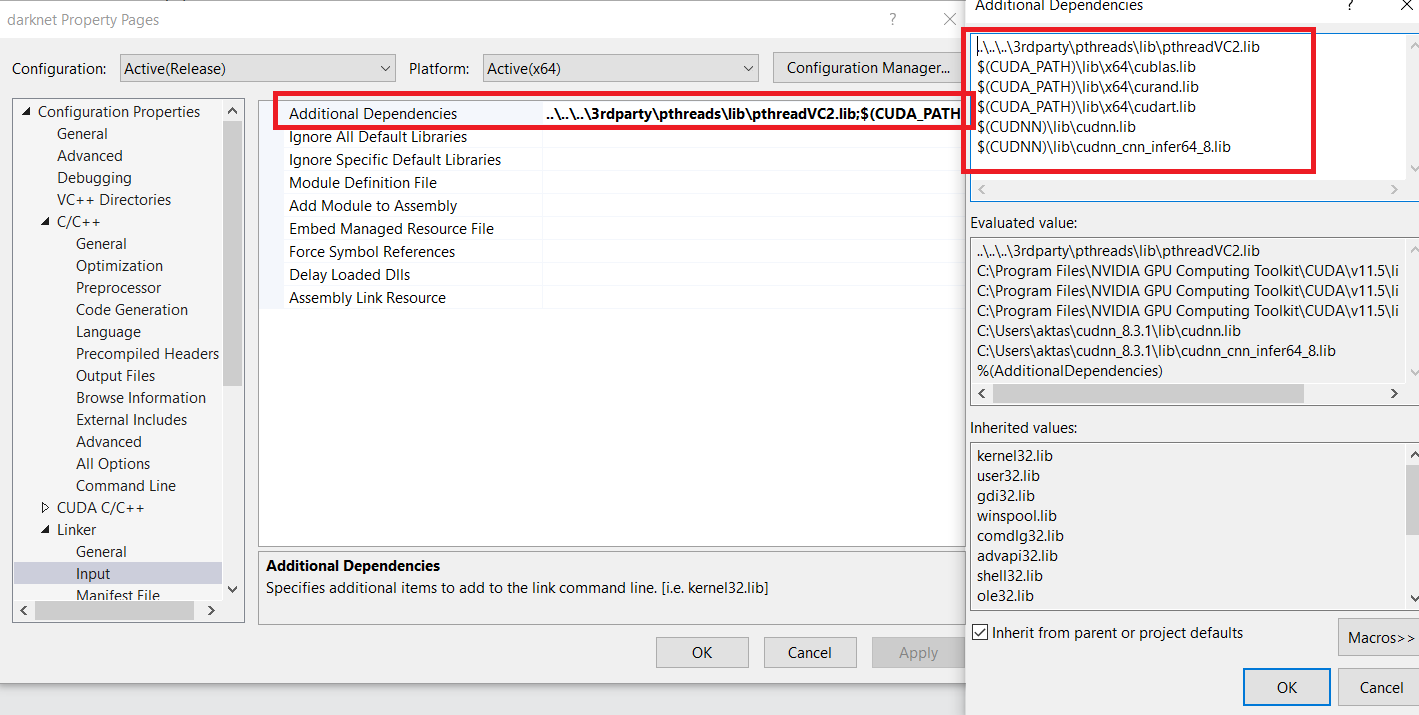 darknet Property Pages
?
Configuration:
Active(Release)
Platform:
Active(x64)
Configuration Manager...
Configuration Properties
General
Advanced
Debugging
VC++ Directories
C/C++
General
Optimization
Preprocessor
Code Generation
Language
Precompiled Headers
Output Files
Browse Information
External Includes
Advanced
All Options
Command Line
CUDA C/C++
Linker
General
Input
Manifest File
Additional Dependencies ..\..\..\3rdparty\pthreads\lib\pthreadVC2.lib;$(CUDA_PATH
Ignore All Default Libraries
Ignore Specific Default Libraries
Module Definition File
Add Module to Assembly
Embed Managed Resource File
Force Symbol References
Delay Loaded Dlls
Assembly Link Resource
Additional Dependencies
Specifies additional items to add to the link command line. [i.e. kernel32.lib]
OK
Cancel
Apply
Additional Dependencies
?
..\..\..\3rdparty\pthreads\lib\pthreadVC2.lib
$(CUDA_PATH)\lib\x64\cublas.lib
$(CUDA_PATH)\lib\x64\curand.lib
$(CUDA_PATH)\lib\x64\cudart.lib
$(CUDNN)\lib\cudnn.lib
$(CUDNN)\lib\cudnn_cnn_infer64_8.lib
Evaluated value:
..\..\..\3rdparty\pthreads\lib\pthreadVC2.lib
C:\Program Files\NVIDIA GPU Computing Toolkit\CUDA\v11.5\li
C:\Program Files\NVIDIA GPU Computing Toolkit\CUDA\v11.5\li
C:\Program Files\NVIDIA GPU Computing Toolkit\CUDA\v11.5\li
C:\Users\aktas\cudnn_8.3.1\lib\cudnn.lib
C:\Users\aktas\cudnn_8.3.1\lib\cudnn_cnn_infer64_8.lib
%(AdditionalDependencies)
Inherited values:
kernel32.lib
user32.lib
gdi32.lib
winspool.lib
comdlg32.lib
advapi32.lib
shell32.lib
ole32.lib
Inherit from parent or project defaults
Macros>>
OK
Cancel